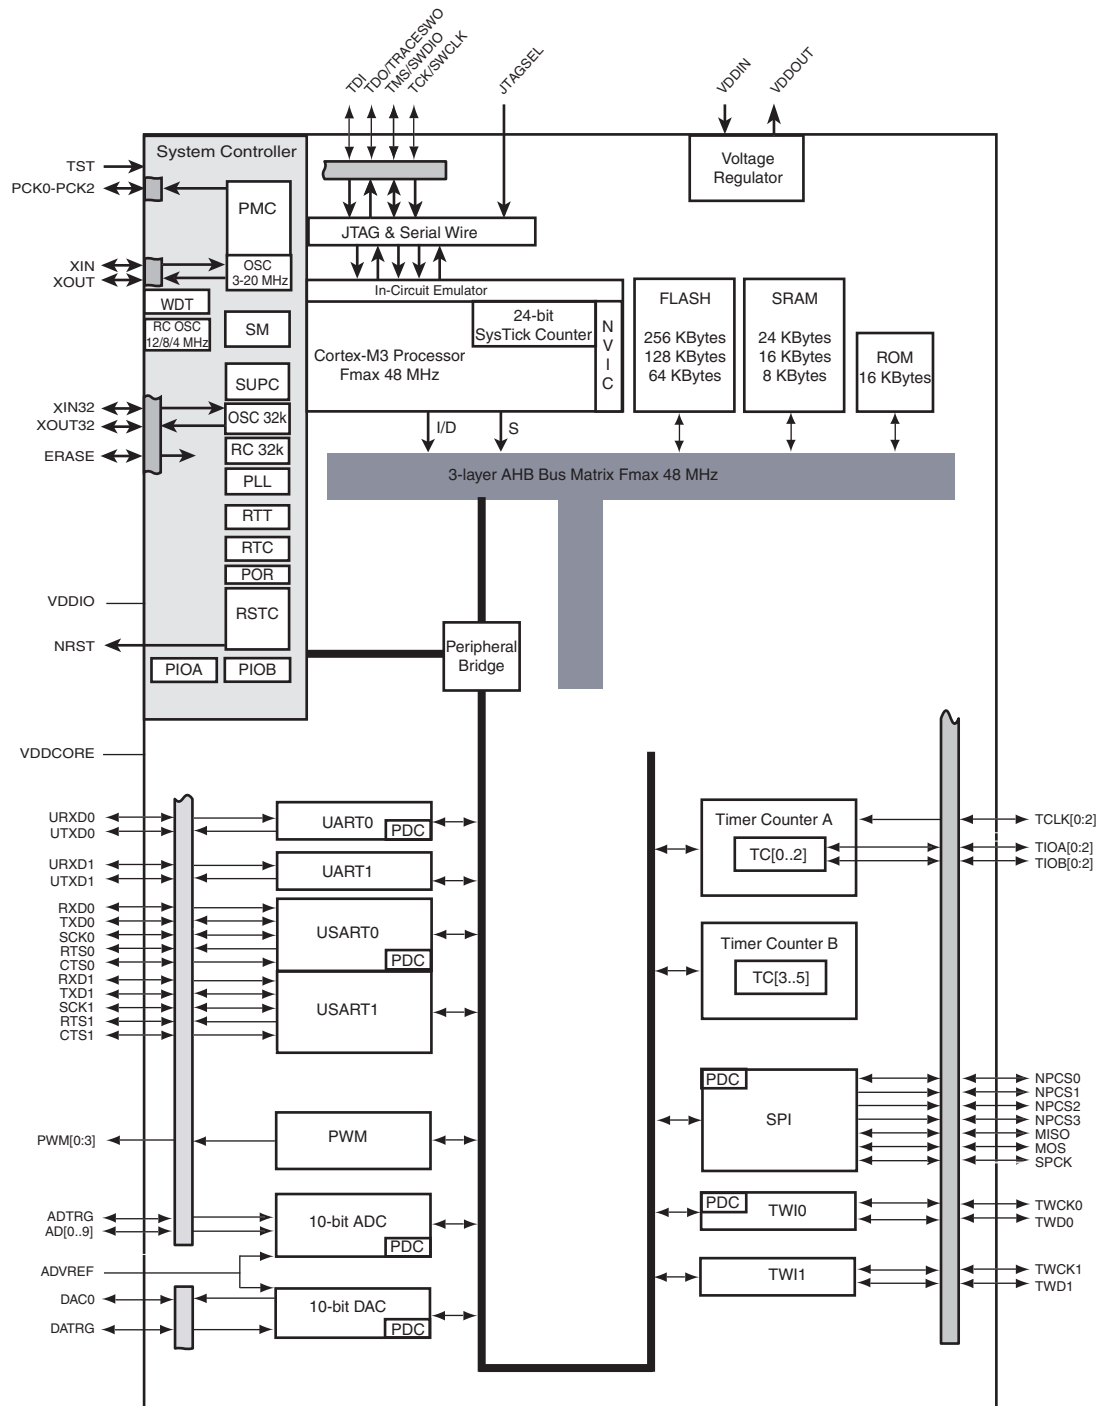 TDI
TDO/TRACESWO
TMS/SWDIO
TCK/SWCLK
JTAGSEL
VDDIN
VDDOUT
System Controller
TST
PCK0-PCK2
PMC
Voltage
Regulator
JTAG & Serial Wire
XIN
XOUT
OSC
3-20 MHz
In-Circuit Emulator
WDT
RC OSC
12/8/4 MHz
SM
24-bit
SysTick Counter
N
V
I
C
Cortex-M3 Processor
Fmax 48 MHz
FLASH
256 KBytes
128 KBytes
64 KBytes
SRAM
24 KBytes
16 KBytes
8 KBytes
ROM
16 KBytes
SUPC
XIN32
XOUT32
OSC 32k
ERASE
RC 32k
I/D
S
PLL
3-layer AHB Bus Matrix Fmax 48 MHz
RTT
RTC
POR
VDDIO
RSTC
NRST
PIOA
PIOB
Peripheral
Bridge
VDDCORE
URXD0
UTXD0
UART0
PDC
URXD1
UTXD1
UART1
RXD0
TXD0
SCK0
RTS0
CTS0
USART0
PDC
RXD1
TXD1
SCK1
RTS1
CTS1
USART1
PWM[0:3]
PWM
ADTRG
AD[0..9]
10-bit ADC
PDC
ADVREF
DAC0
DATRG
10-bit DAC
PDC
Timer Counter A
TC[0..2]
TCLK[0:2]
TIOA[0:2]
TIOB[0:2]
Timer Counter B
TC[3..5]
PDC
SPI
NPCS0
NPCS1
NPCS2
NPCS3
MISO
MOS
SPCK
PDC
TWI0
TWCK0
TWD0
TWI1
TWCK1
TWD1